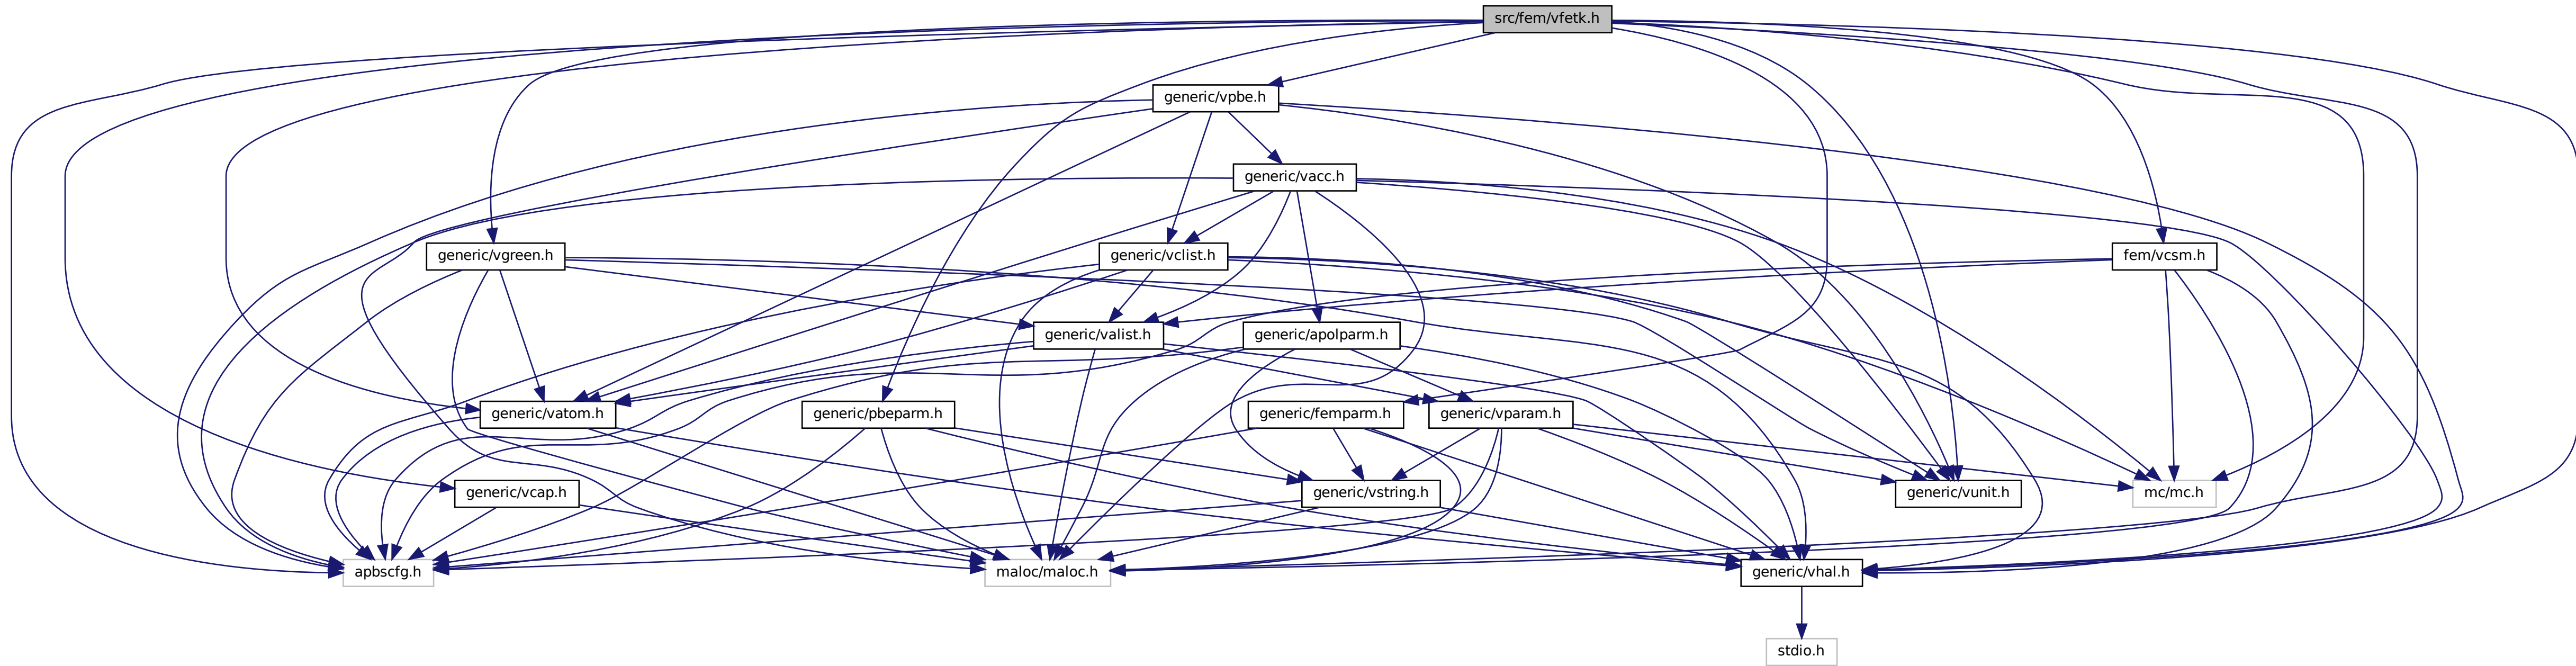 src/fem/vfetk.h
generic/vpbe.h
generic/vacc.h
generic/vgreen.h
generic/vclist.h
fem/vcsm.h
generic/valist.h
generic/apolparm.h
generic/vatom.h
generic/pbeparm.h
generic/femparm.h
generic/vparam.h
generic/vcap.h
generic/vstring.h
generic/vunit.h
mc/mc.h
apbscfg.h
maloc/maloc.h
generic/vhal.h
stdio.h